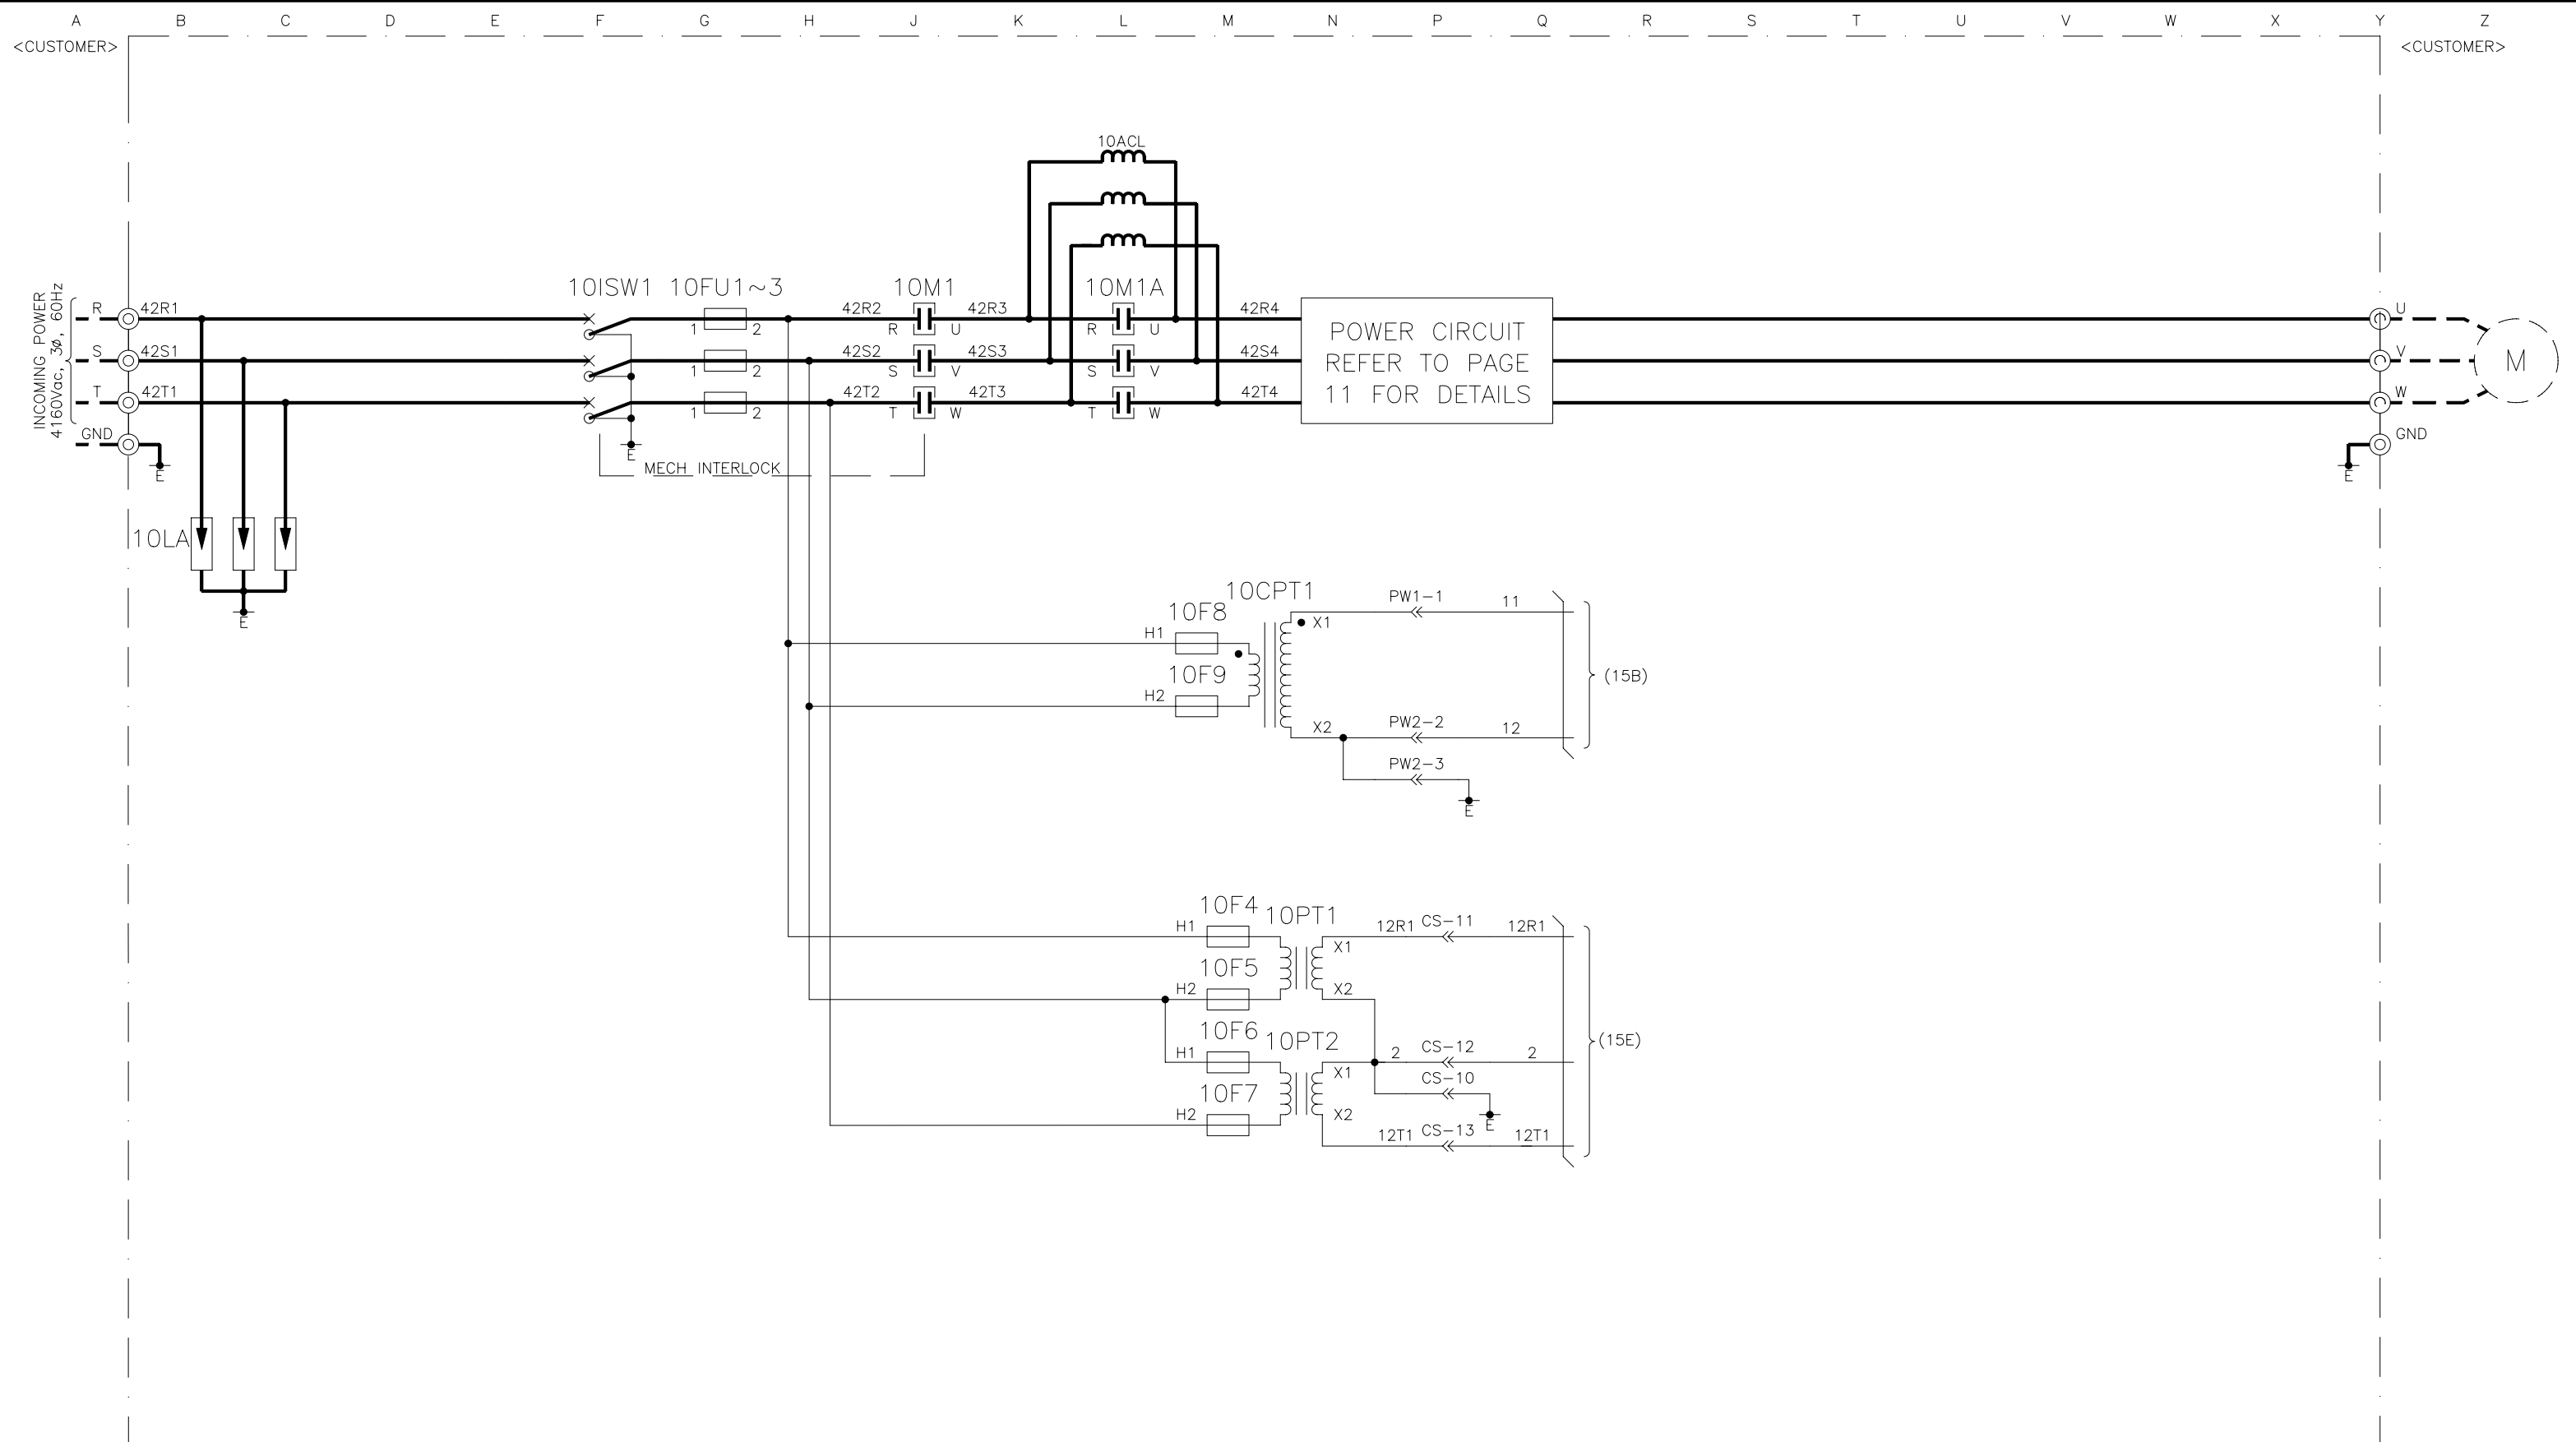 A B C D E F G H J K L M N P Q R S T U V W X Y Z
<CUSTOMER> <CUSTOMER>
10ACL
10ISW1 10FU1~3 10M1 10M1A
INCOMING POWER
4160Vac, 3ø, 60Hz
R 42R1 1 2 42R2 R U 42R3 R U 42R4 U
S 42S1 1 2 42S2 S V 42S3 S V 42S4 V
T 42T1 1 2 42T2 T W 42T3 T W 42T4 W
POWER CIRCUIT
REFER TO PAGE
11 FOR DETAILS
M
GND E E GND E
MECH INTERLOCK
10LA
E
10CPT1
10F8 H1 X1 PW1-1 11
10F9 H2 X2 PW2-2 12
(15B)
PW2-3
E
10F4 10PT1
H1 X1 12R1 CS-11 12R1
10F5
H2 X2
10F6 10PT2
H1 X1 2 CS-12 2
(15E)
CS-10
E
10F7
H2 X2 12T1 CS-13 12T1